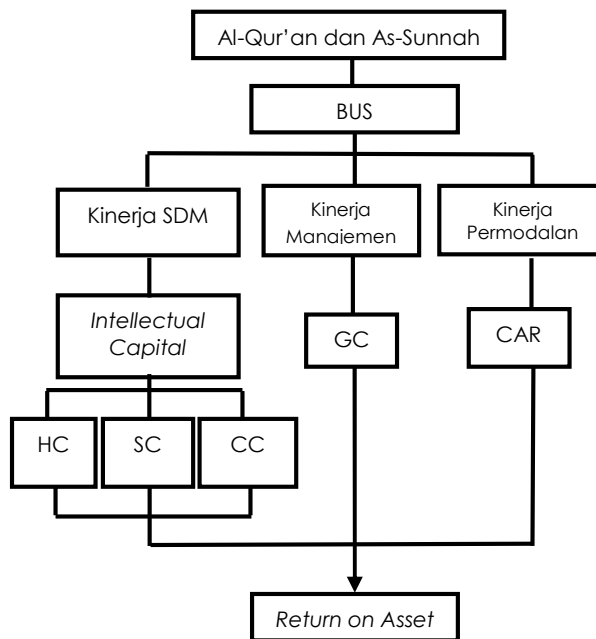 Al-Qur'an dan As-Sunnah
BUS
Kinerja SDM
Kinerja
Manajemen
Kinerja
Permodalan
Intellectual
Capital
GC
CAR
HC
SC
CC
Return on Asset